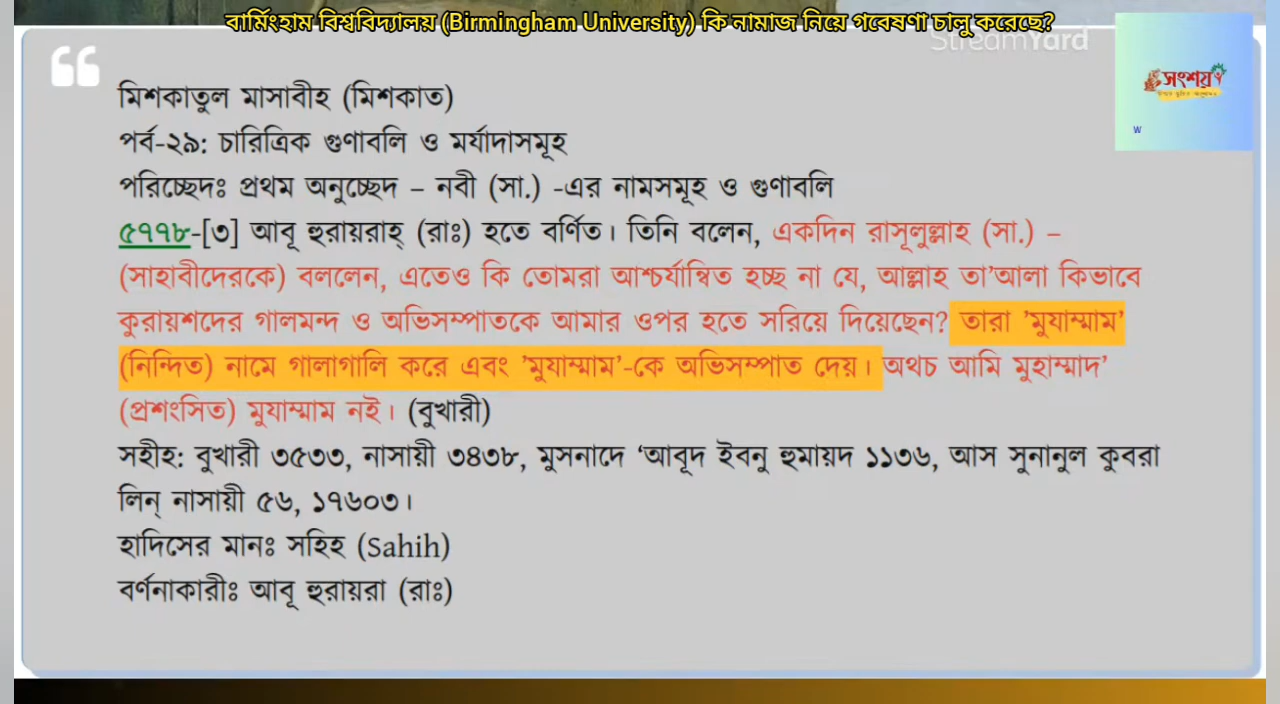 বার্মিংহাম বিশ্ববিদ্যালয় (Birmingham University) কি নামাজ নিয়ে গবেষণা চালু করেছে?
StreamYard
সংশয়
W
মিশকাতুল মাসাবীহ (মিশকাত)
পর্ব-২৯: চারিত্রিক গুণাবলি ও মর্যাদাসমূহ
পরিচ্ছেদঃ প্রথম অনুচ্ছেদ – নবী (সা.) -এর নামসমূহ ও গুণাবলি
৫৭৭৮-[৩] আবূ হুরায়রাহ্ (রাঃ) হতে বর্ণিত। তিনি বলেন, একদিন রাসূলুল্লাহ (সা.) –
(সাহাবীদেরকে) বললেন, এতেও কি তোমরা আশ্চর্যান্বিত হচ্ছ না যে, আল্লাহ তা'আলা কিভাবে
কুরায়শদের গালমন্দ ও অভিসম্পাতকে আমার ওপর হতে সরিয়ে দিয়েছেন? তারা 'মুযাম্মাম'
(নিন্দিত) নামে গালাগালি করে এবং 'মুযাম্মাম'-কে অভিসম্পাত দেয়। অথচ আমি মুহাম্মাদ'
(প্রশংসিত) মুযাম্মাম নই। (বুখারী)
সহীহ: বুখারী ৩৫৩৩, নাসায়ী ৩৪৩৮, মুসনাদে 'আবূদ ইবনু হুমায়দ ১১৩৬, আস সুনানুল কুবরা
লিন্ নাসায়ী ৫৬, ১৭৬০৩।
হাদিসের মানঃ সহিহ (Sahih)
বর্ণনাকারীঃ আবূ হুরায়রা (রাঃ)